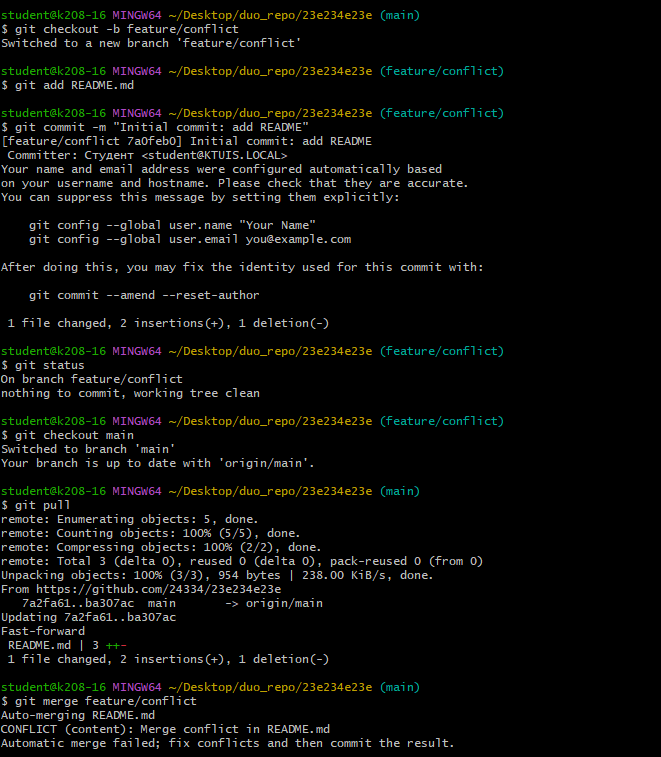 student@k208-16 MINGW64 ~/Desktop/duo_repo/23e234e23e (main)
$ git checkout -b feature/conflict
Switched to a new branch 'feature/conflict'
student@k208-16 MINGW64 ~/Desktop/duo_repo/23e234e23e (feature/conflict)
$ git add README.md
student@k208-16 MINGW64 ~/Desktop/duo_repo/23e234e23e (feature/conflict)
$ git commit -m "Initial commit: add README"
[feature/conflict 7a0feb0] Initial commit: add README
 Committer: Студент <student@KTUIS.LOCAL>
Your name and email address were configured automatically based
on your username and hostname. Please check that they are accurate.
You can suppress this message by setting them explicitly:
    git config --global user.name "Your Name"
    git config --global user.email you@example.com
After doing this, you may fix the identity used for this commit with:
    git commit --amend --reset-author
 1 file changed, 2 insertions(+), 1 deletion(-)
student@k208-16 MINGW64 ~/Desktop/duo_repo/23e234e23e (feature/conflict)
$ git status
On branch feature/conflict
nothing to commit, working tree clean
student@k208-16 MINGW64 ~/Desktop/duo_repo/23e234e23e (feature/conflict)
$ git checkout main
Switched to branch 'main'
Your branch is up to date with 'origin/main'.
student@k208-16 MINGW64 ~/Desktop/duo_repo/23e234e23e (main)
$ git pull
remote: Enumerating objects: 5, done.
remote: Counting objects: 100% (5/5), done.
remote: Compressing objects: 100% (2/2), done.
remote: Total 3 (delta 0), reused 0 (delta 0), pack-reused 0 (from 0)
Unpacking objects: 100% (3/3), 954 bytes | 238.00 KiB/s, done.
From https://github.com/24334/23e234e23e
   7a2fa61..ba307ac  main       -> origin/main
Updating 7a2fa61..ba307ac
Fast-forward
 README.md | 3 ++-
 1 file changed, 2 insertions(+), 1 deletion(-)
student@k208-16 MINGW64 ~/Desktop/duo_repo/23e234e23e (main)
$ git merge feature/conflict
Auto-merging README.md
CONFLICT (content): Merge conflict in README.md
Automatic merge failed; fix conflicts and then commit the result.